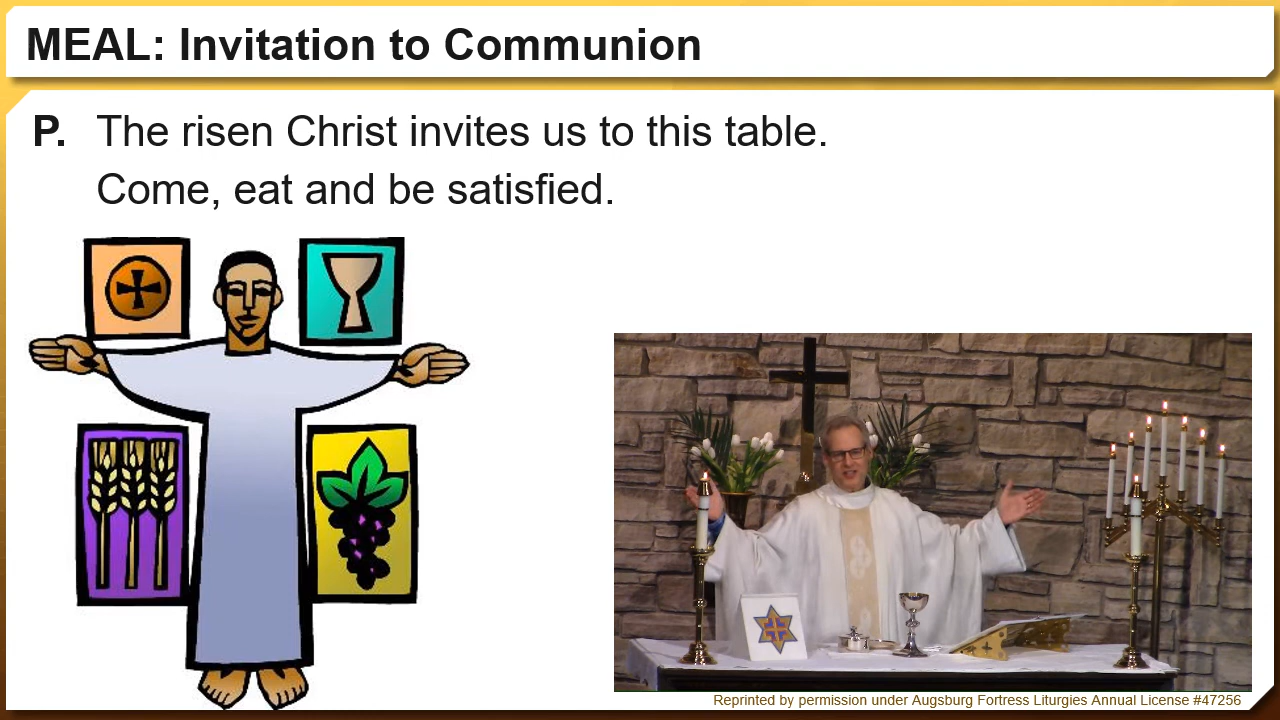 MEAL: Invitation to Communion
P. The risen Christ invites us to this table.
Come, eat and be satisfied.
Reprinted by permission under Augsburg Fortress Liturgies Annual License #47256